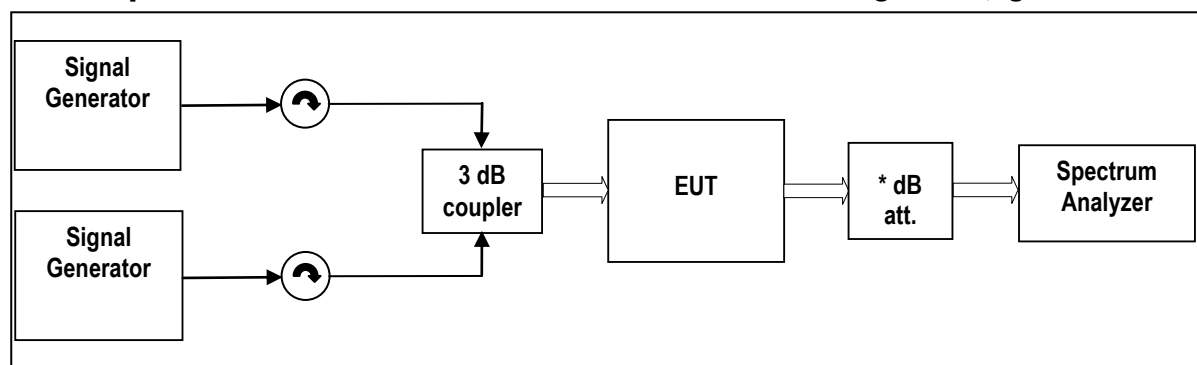 Signal
Generator
3 dB
coupler
EUT
* dB
att.
Spectrum
Analyzer
Signal
Generator